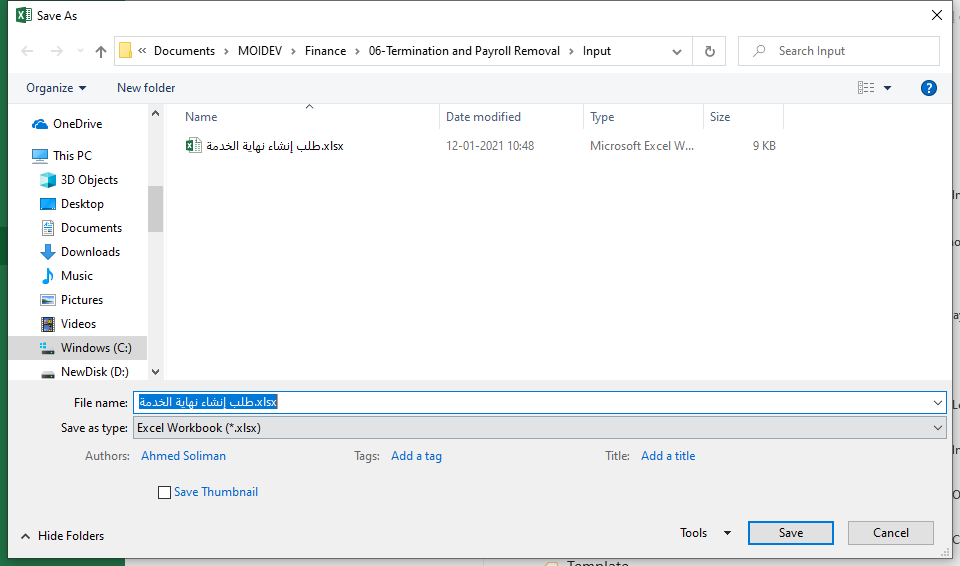 Save As
« Documents > MOIDEV > Finance > 06-Termination and Payroll Removal > Input
Search Input
Organize
New folder
Name
Date modified
Type
Size
OneDrive
This PC
3D Objects
Desktop
Documents
Downloads
Music
Pictures
Videos
Windows (C:)
NewDisk (D:)
طلب إنشاء نهاية الخدمة.xlsx
12-01-2021 10:48
Microsoft Excel W...
9 KB
File name: طلب إنشاء نهاية الخدمة.xlsx
Save as type: Excel Workbook (*.xlsx)
Authors: Ahmed Soliman
Tags: Add a tag
Title: Add a title
Save Thumbnail
Hide Folders
Tools
Save
Cancel
Template